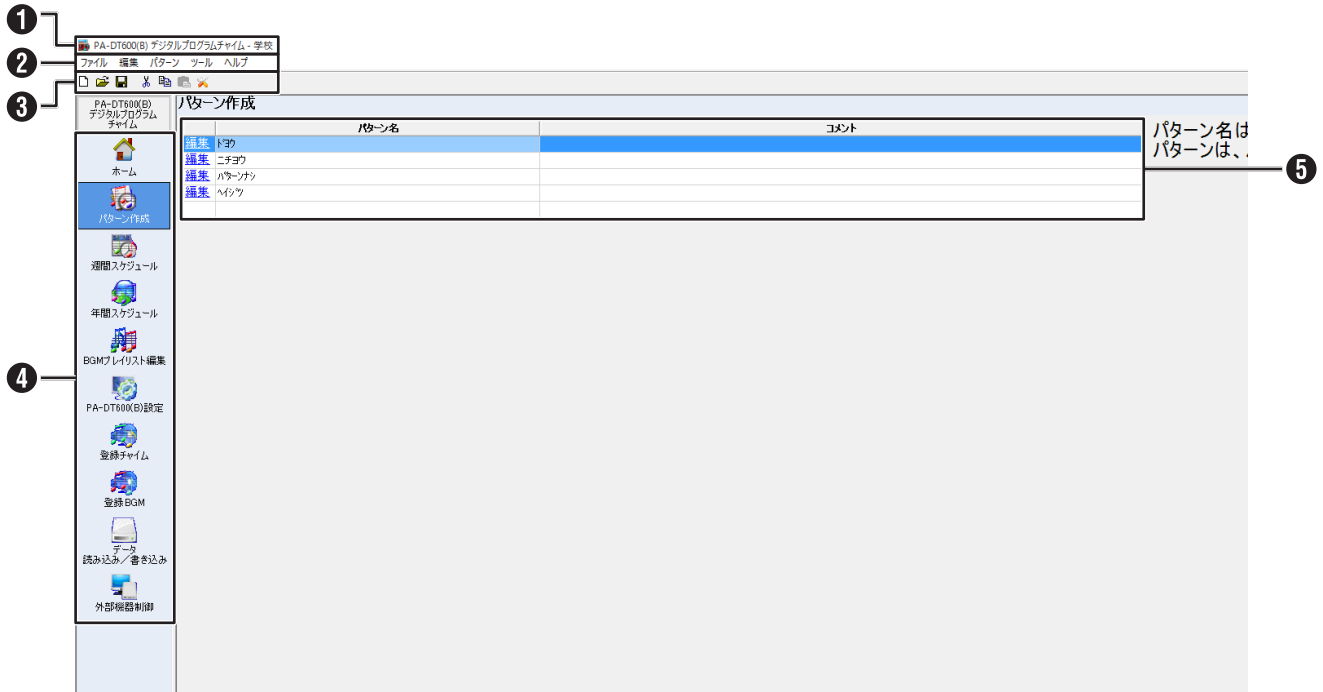 ❶
PA-DT600(B) デジタルプログラムチャイム - 学校
❷
ファイル 編集 パターン ツール ヘルプ
❸
PA-DT600(B)
デジタルプログラム
チャイム
パターン作成
パターン名 コメント
編集 ﾄﾞﾖｳ
編集 ニチヨウ
編集 ﾊﾟﾀｰﾝﾅｼ
編集 ﾍｲｼﾞﾂ
パターン名は
パターンは、
❺
ホーム
パターン作成
週間スケジュール
年間スケジュール
BGMプレイリスト編集
❹
PA-DT600(B)設定
登録チャイム
登録BGM
データ
読み込み／書き込み
外部機器制御